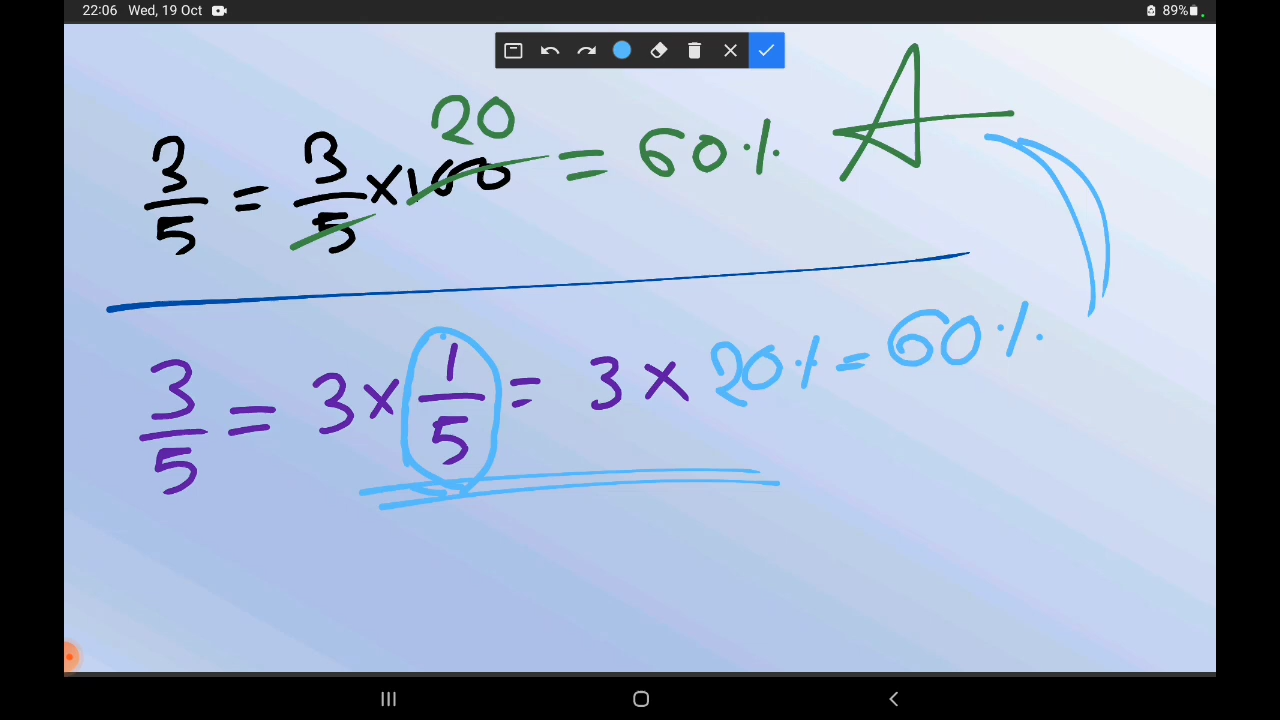 22:06 Wed, 19 Oct 89%
3/5 = 3/5 × 100 20 = 60% A
3/5 = 3 × 1/5 = 3 × 20% = 60%